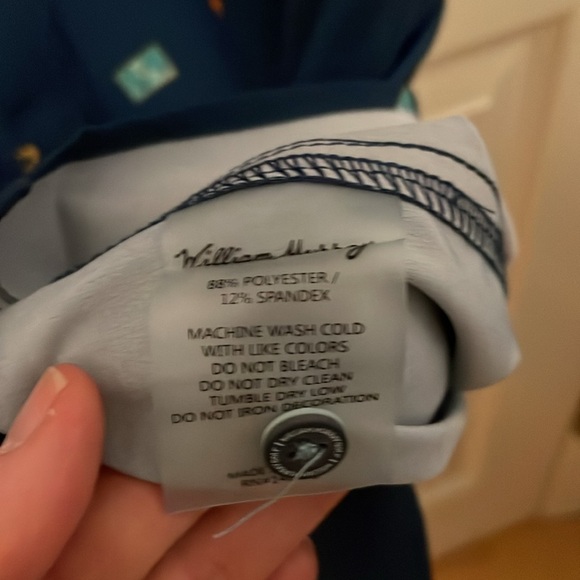 William Murray
88% POLYESTER /
12% SPANDEX
MACHINE WASH COLD
WITH LIKE COLORS
DO NOT BLEACH
DO NOT DRY CLEAN
TUMBLE DRY LOW
DO NOT IRON DECORATION
MADE